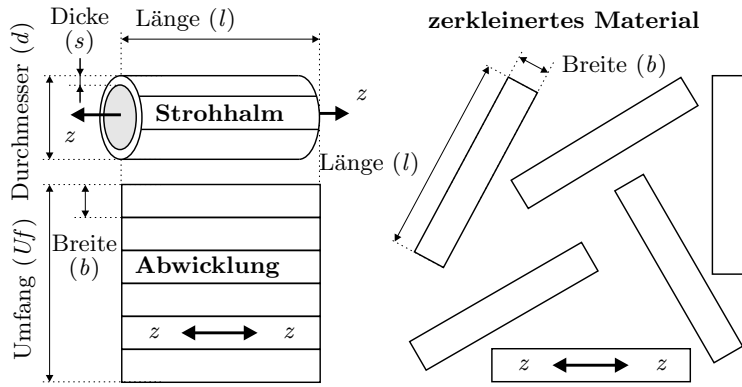 Dicke
(s)
Länge (l)
Durchmesser (d)
z
z
Strohhalm
Umfang (Uf)
Breite
(b)
Abwicklung
z
z
zerkleinertes Material
Breite (b)
Länge (l)
z
z